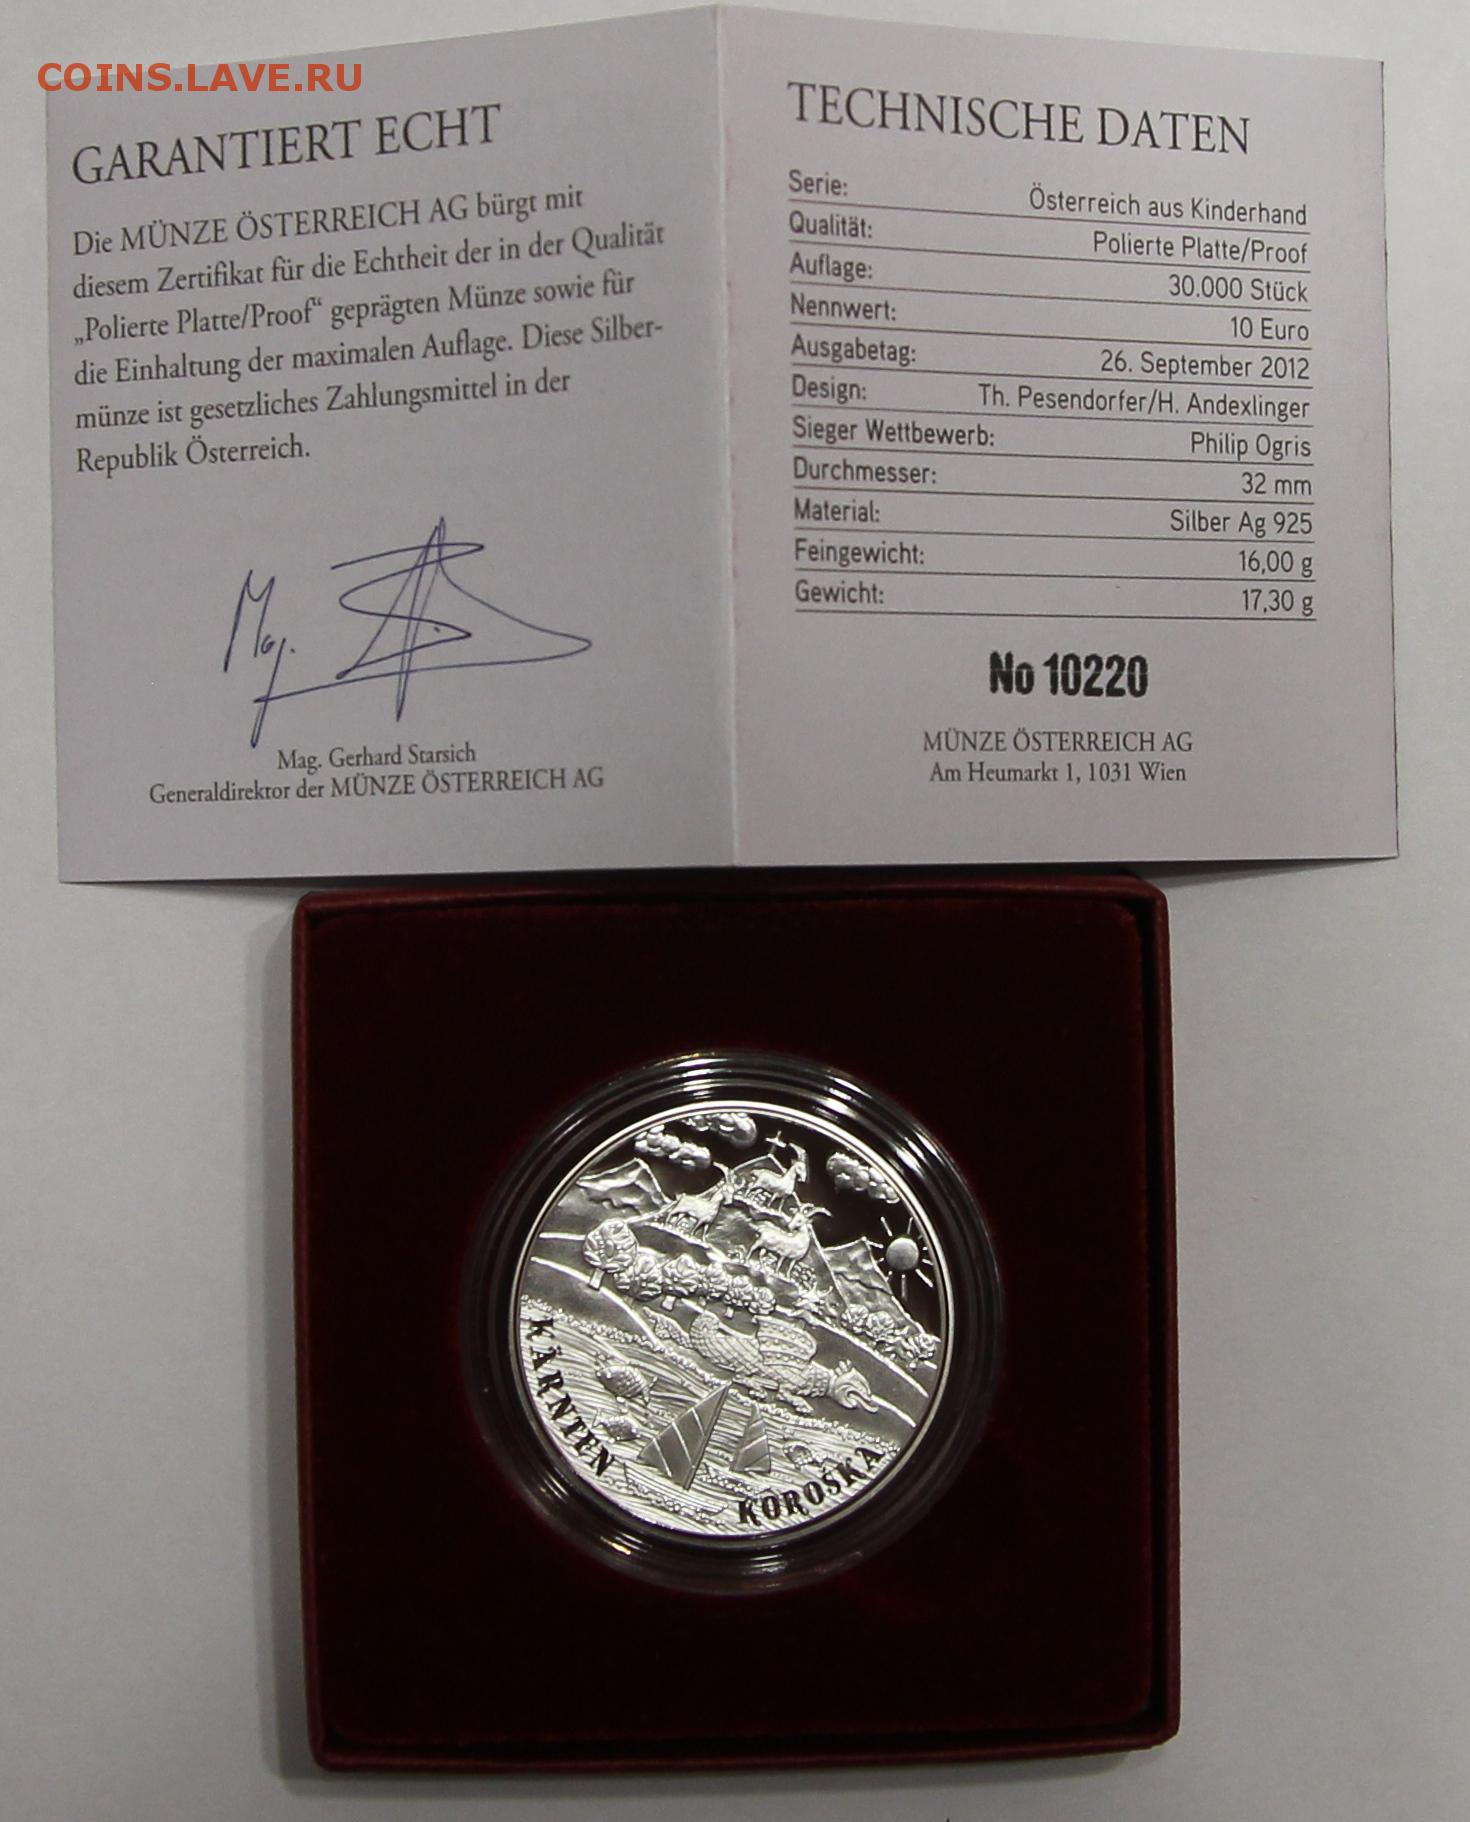 COINS.LAVE.RU
GARANTIERT ECHT
Die MÜNZE ÖSTERREICH AG bürgt mit
diesem Zertifikat für die Echtheit der in der Qualität
„Polierte Platte/Proof“ geprägten Münze sowie für
die Einhaltung der maximalen Auflage. Diese Silber-
münze ist gesetzliches Zahlungsmittel in der
Republik Österreich.
Mag.
Mag. Gerhard Starsich
Generaldirektor der MÜNZE ÖSTERREICH AG
TECHNISCHE DATEN
Serie: Österreich aus Kinderhand
Qualität: Polierte Platte/Proof
Auflage: 30.000 Stück
Nennwert: 10 Euro
Ausgabetag: 26. September 2012
Design: Th. Pesendorfer/H. Andexlinger
Sieger Wettbewerb: Philip Ogris
Durchmesser: 32 mm
Material: Silber Ag 925
Feingewicht: 16,00 g
Gewicht: 17,30 g
No 10220
MÜNZE ÖSTERREICH AG
Am Heumarkt 1, 1031 Wien
KÄRNTEN
KOROŠKA